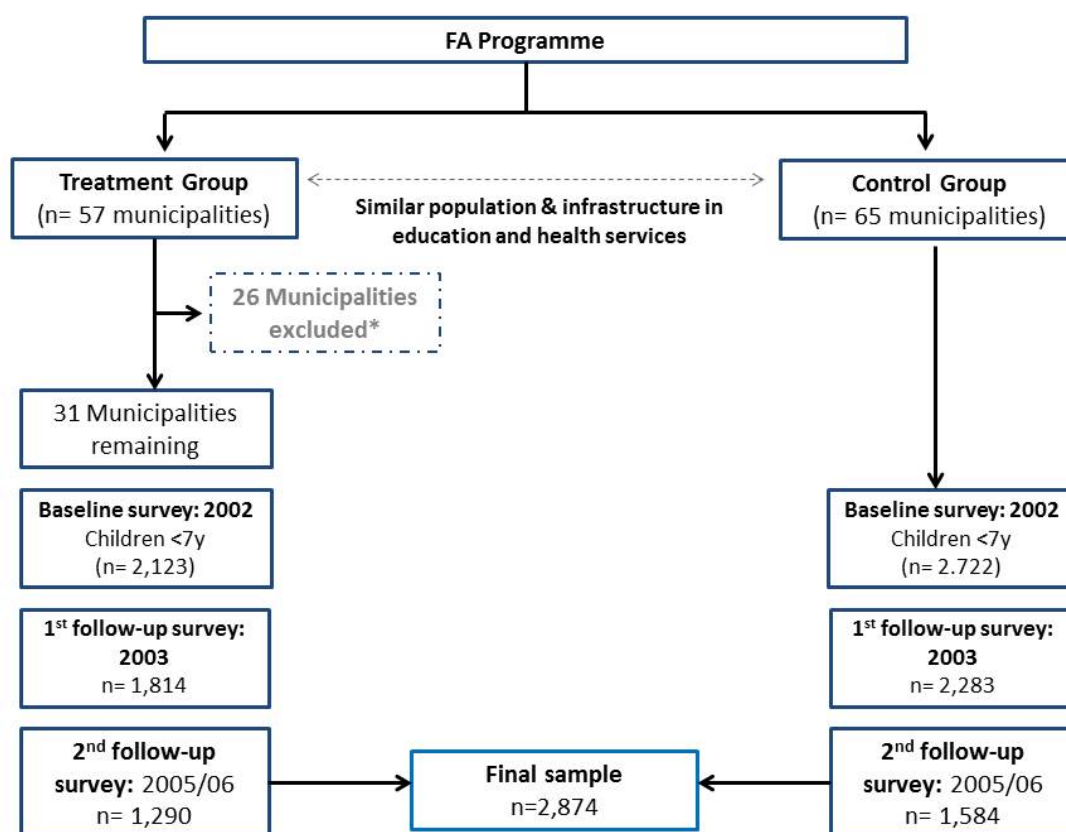 FA Programme
Treatment Group
(n= 57 municipalities)
Similar population & infrastructure in
education and health services
Control Group
(n= 65 municipalities)
26 Municipalities
excluded*
31 Municipalities
remaining
Baseline survey: 2002
Children <7y
(n= 2,123)
Baseline survey: 2002
Children <7y
(n= 2.722)
1st follow-up survey:
2003
n= 1,814
1st follow-up survey:
2003
n= 2,283
2nd follow-up
survey: 2005/06
n= 1,290
Final sample
n=2,874
2nd follow-up
survey: 2005/06
n= 1,584